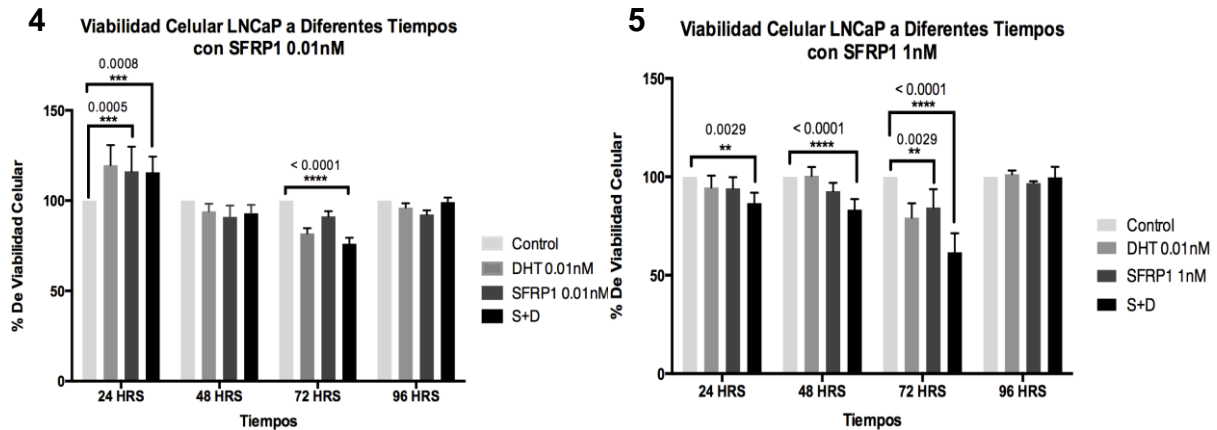 4
Viabilidad Celular LNCaP a Diferentes Tiempos
con SFRP1 0.01nM
% De Viabilidad Celular
150
100
50
0
0.0008
***
0.0005
***
< 0.0001
****
24 HRS 48 HRS 72 HRS 96 HRS
Tiempos
Control
DHT 0.01nM
SFRP1 0.01nM
S+D
5
Viabilidad Celular LNCaP a Diferentes Tiempos
con SFRP1 1nM
% De Viabilidad Celular
150
100
50
0
0.0029
**
< 0.0001
****
< 0.0001
****
0.0029
**
24 HRS 48 HRS 72 HRS 96 HRS
Tiempos
Control
DHT 0.01nM
SFRP1 1nM
S+D